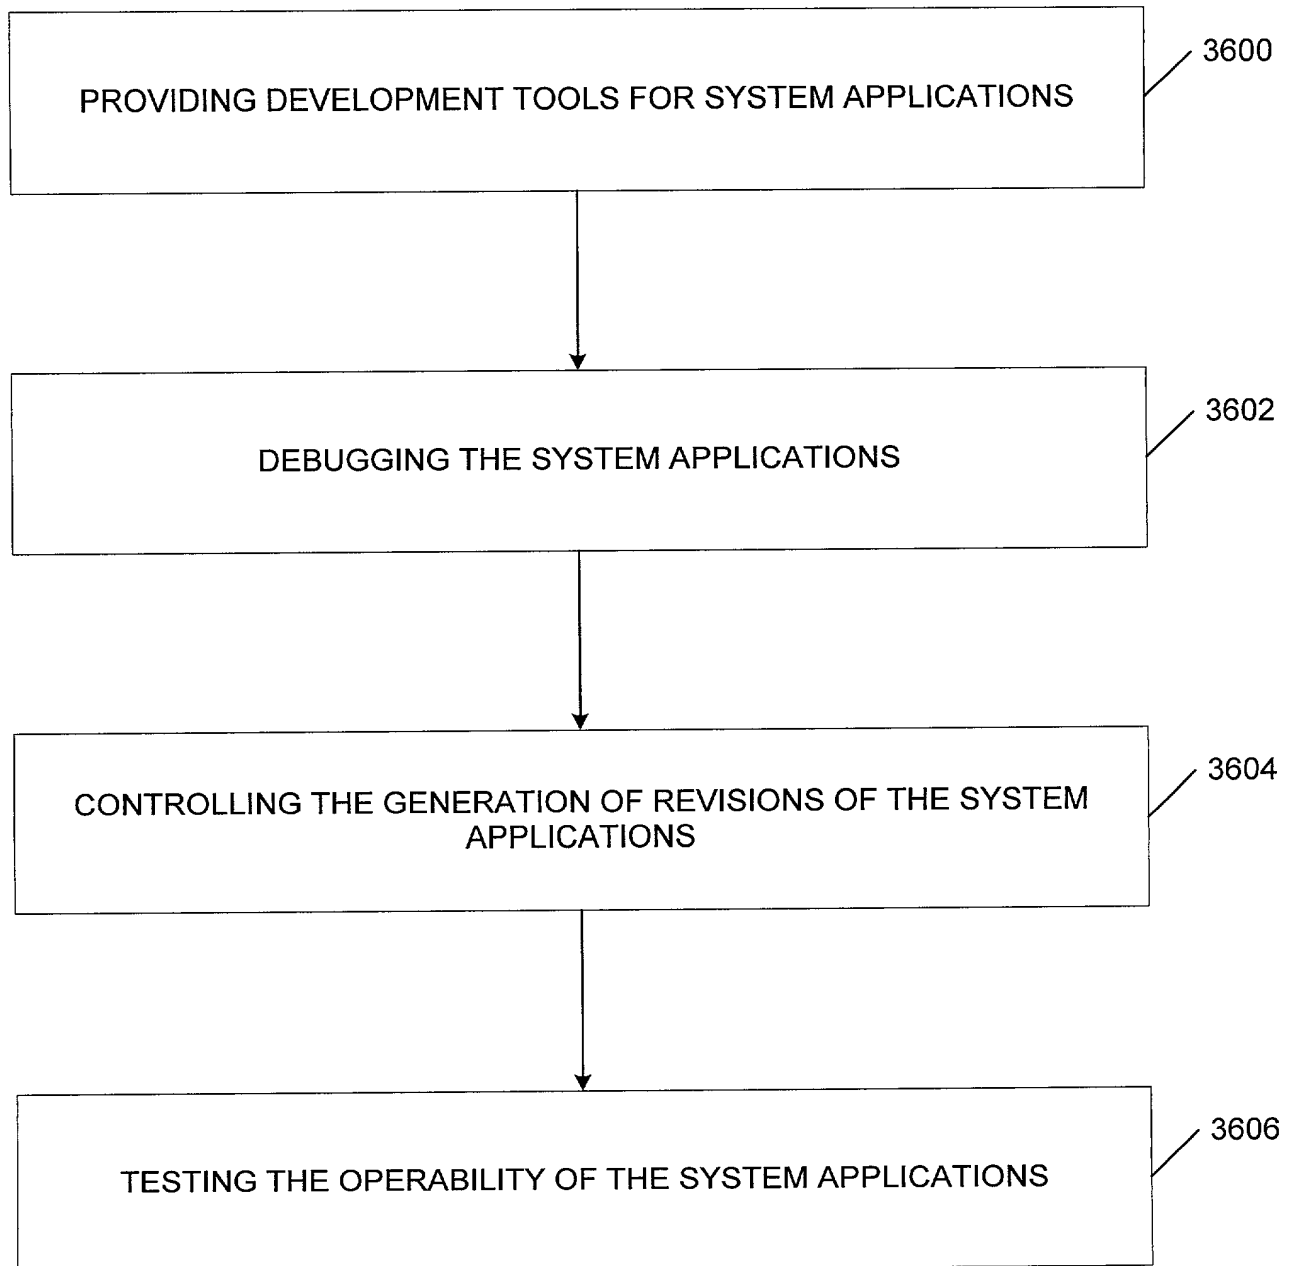 3600
PROVIDING DEVELOPMENT TOOLS FOR SYSTEM APPLICATIONS
3602
DEBUGGING THE SYSTEM APPLICATIONS
3604
CONTROLLING THE GENERATION OF REVISIONS OF THE SYSTEM
APPLICATIONS
3606
TESTING THE OPERABILITY OF THE SYSTEM APPLICATIONS